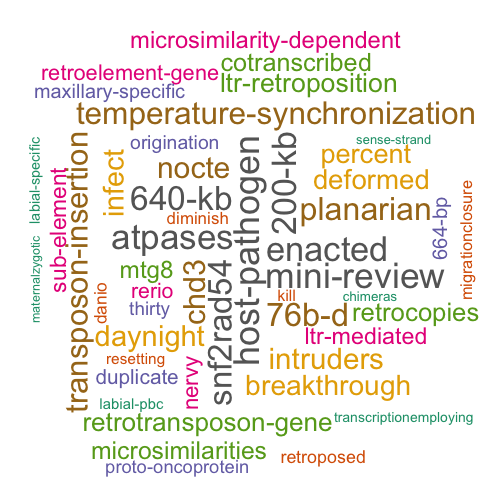 microsimilarity-dependent
cotranscribed
retroelement-gene
ltr-retroposition
maxillary-specific
temperature-synchronization
origination
sense-strand
labial-specific
infect
nocte
percent
deformed
transposon-insertion
host-pathogen
200-kb
sub-element
640-kb
diminish
planarian
664-bp
migrationclosure
maternalzygotic
atpases
enacted
mtg8
chd3
snf2rad54
mini-review
danio
rerio
kill
chimeras
thirty
76b-d
retrocopies
daynight
ltr-mediated
resetting
intruders
duplicate
nervy
breakthrough
labial-pbc
retrotransposon-gene
transcriptionemploying
microsimilarities
retroposed
proto-oncoprotein